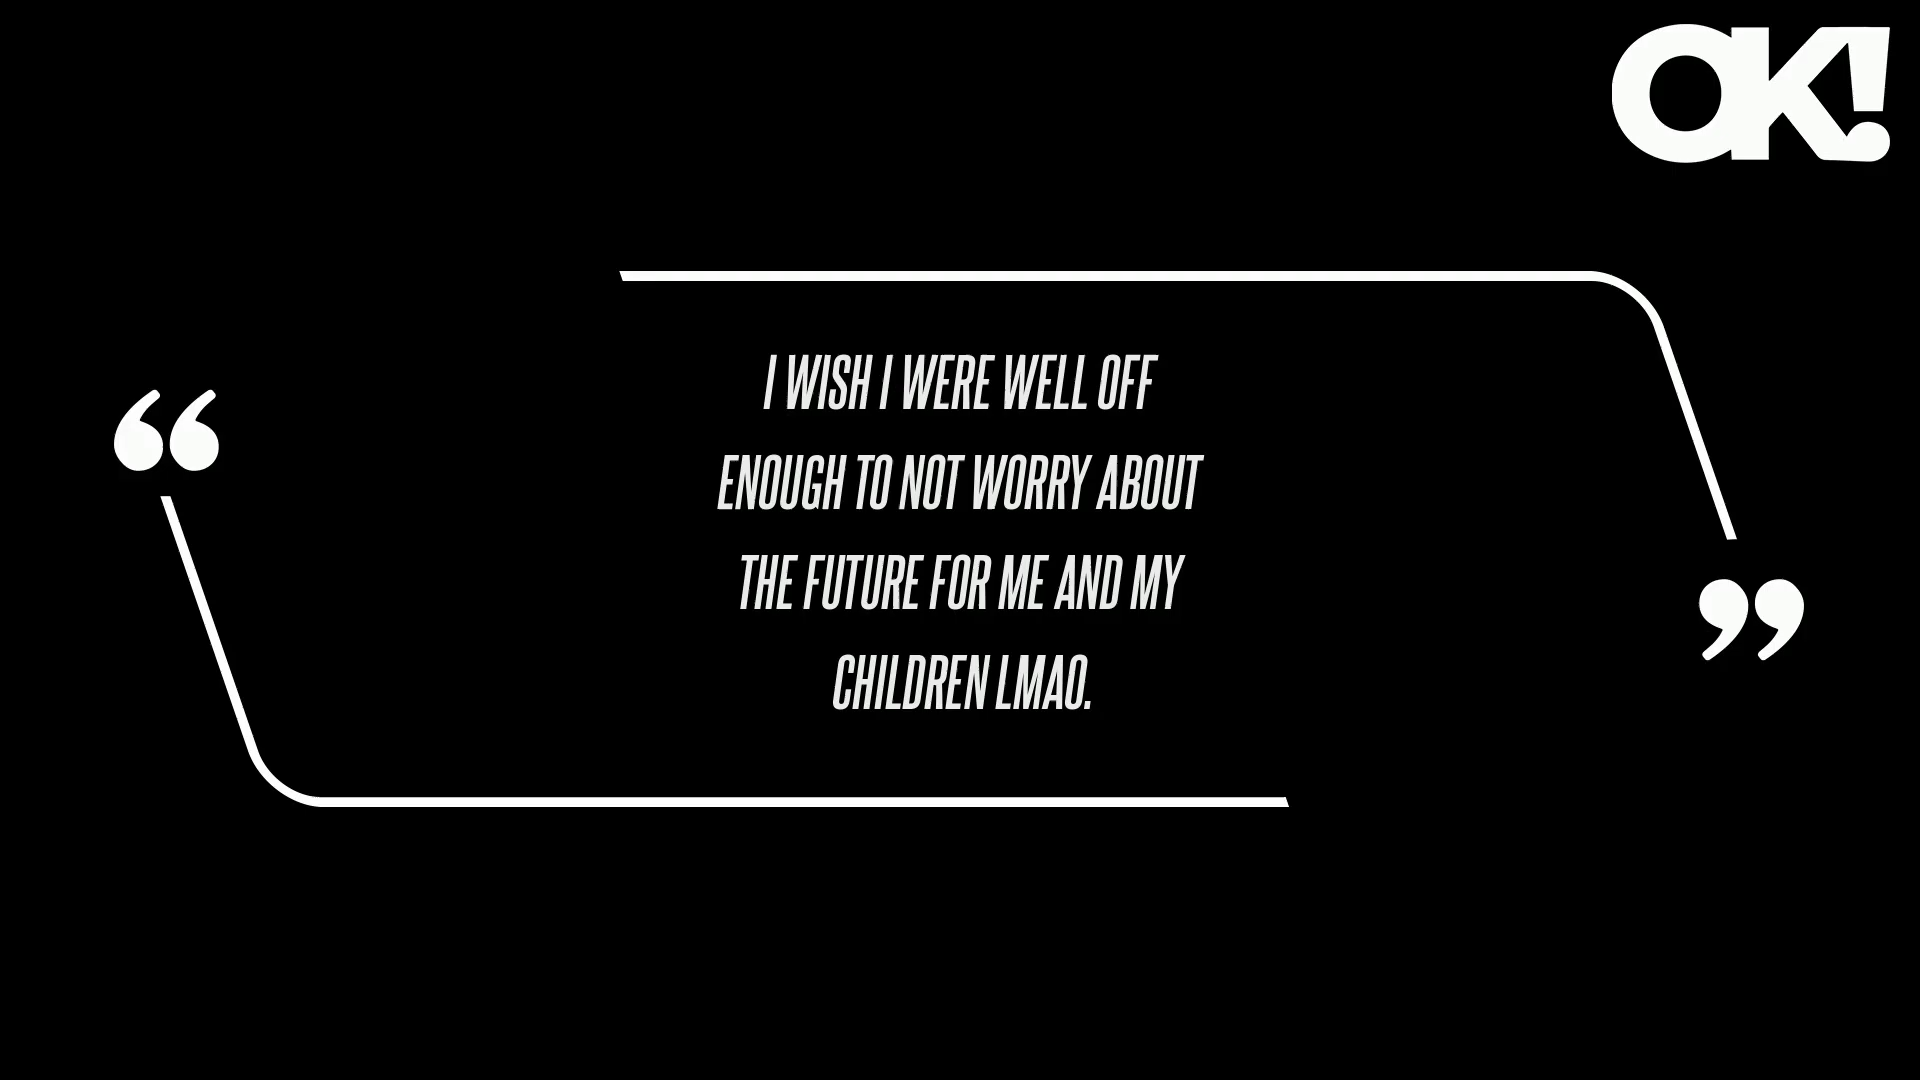 OK!
“
I WISH I WERE WELL OFF
ENOUGH TO NOT WORRY ABOUT
THE FUTURE FOR ME AND MY
CHILDREN LMAO.
”